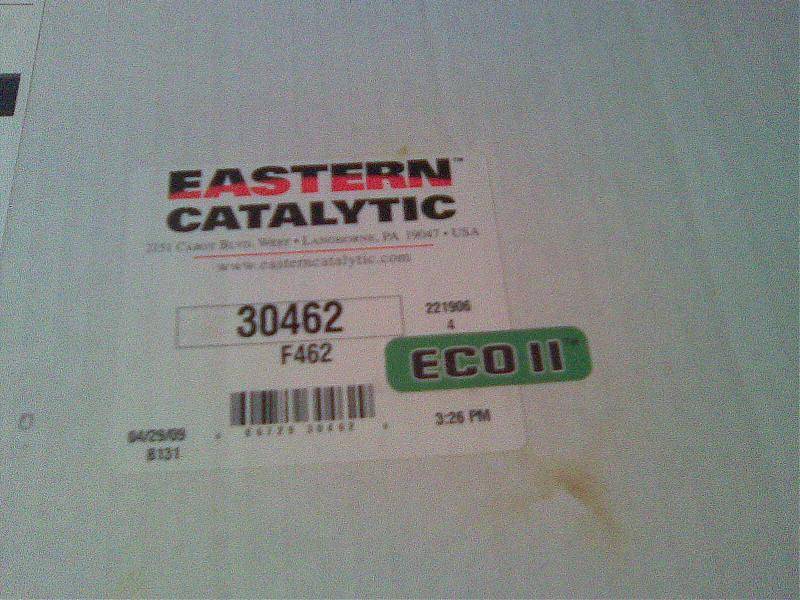 EASTERN™
CATALYTIC
2151 CABOT BLVD. WEST • LANGHORNE, PA 19047 • USA
www.easterncatalytic.com
30462
221906
4
F462
ECO II™
04/29/09
8131
3:26 PM